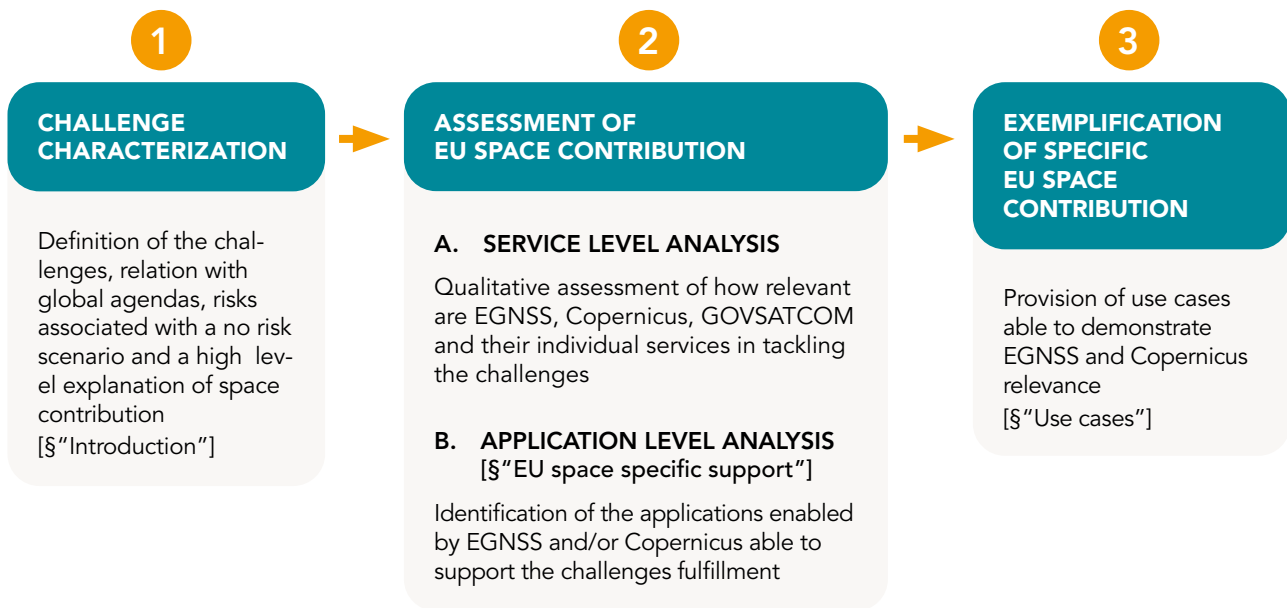 1
CHALLENGE
CHARACTERIZATION
Definition of the chal-
lenges, relation with
global agendas, risks
associated with a no risk
scenario and a high lev-
el explanation of space
contribution
[§“Introduction”]
2
ASSESSMENT OF
EU SPACE CONTRIBUTION
A. SERVICE LEVEL ANALYSIS
Qualitative assessment of how relevant
are EGNSS, Copernicus, GOVSATCOM
and their individual services in tackling
the challenges
B. APPLICATION LEVEL ANALYSIS
[§“EU space specific support”]
Identification of the applications enabled
by EGNSS and/or Copernicus able to
support the challenges fulfillment
3
EXEMPLIFICATION
OF SPECIFIC
EU SPACE
CONTRIBUTION
Provision of use cases
able to demonstrate
EGNSS and Copernicus
relevance
[§“Use cases”]